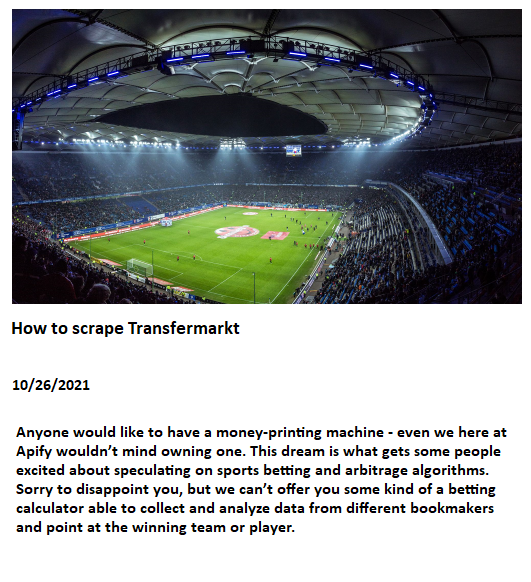 How to scrape Transfermarkt
10/26/2021
Anyone would like to have a money-printing machine - even we here at
Apify wouldn’t mind owning one. This dream is what gets some people
excited about speculating on sports betting and arbitrage algorithms.
Sorry to disappoint you, but we can’t offer you some kind of a betting
calculator able to collect and analyze data from different bookmakers
and point at the winning team or player.